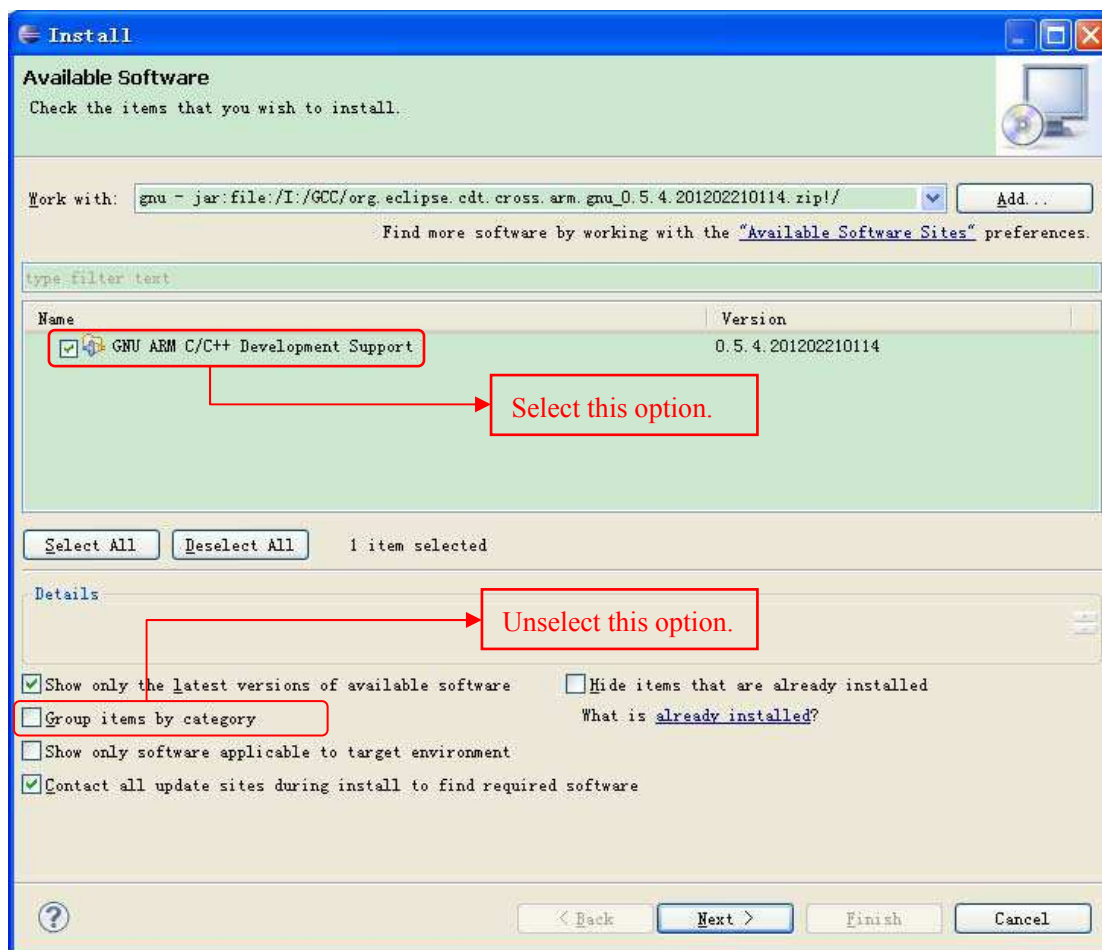 Install
Available Software
Check the items that you wish to install.
Work with: gnu - jar:file:/I:/GCC/org.eclipse.cdt.cross.arm.gnu_0.5.4.201202210114.zip!/ Add...
Find more software by working with the "Available Software Sites" preferences.
type filter text
Name Version
GNU ARM C/C++ Development Support 0.5.4.201202210114
Select this option.
Select All Deselect All 1 item selected
Details
Unselect this option.
Show only the latest versions of available software Hide items that are already installed
Group items by category What is already installed?
Show only software applicable to target environment
Contact all update sites during install to find required software
? < Back Next > Finish Cancel